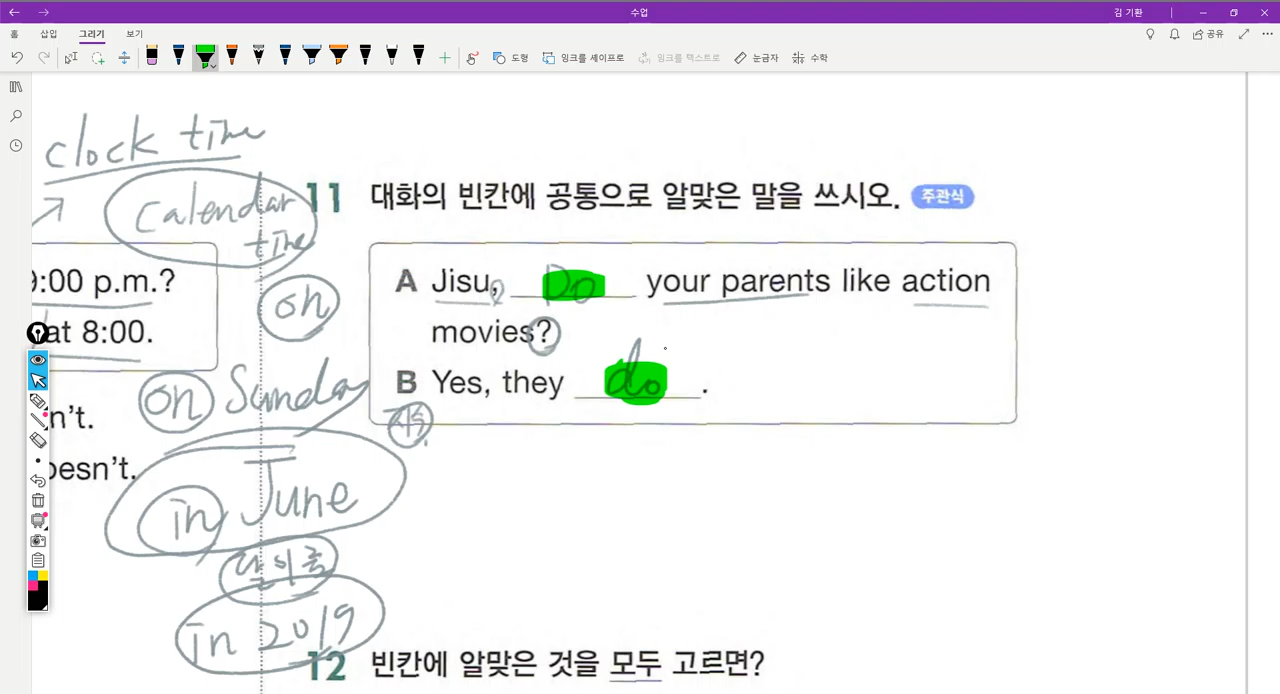 수업
김 기환
홈 삽입 그리기 보기
공유
도형
잉크를 셰이프로
잉크를 텍스트로
눈금자
수학
clock time
calendar
time
9:00 p.m.?
at 8:00.
on
on Sunday
n't.
oesn't.
in June
in 2019
11 대화의 빈칸에 공통으로 알맞은 말을 쓰시오. 주관식
A Jisu, Do your parents like action
movies?
B Yes, they do.
지수
12 빈칸에 알맞은 것을 모두 고르면?